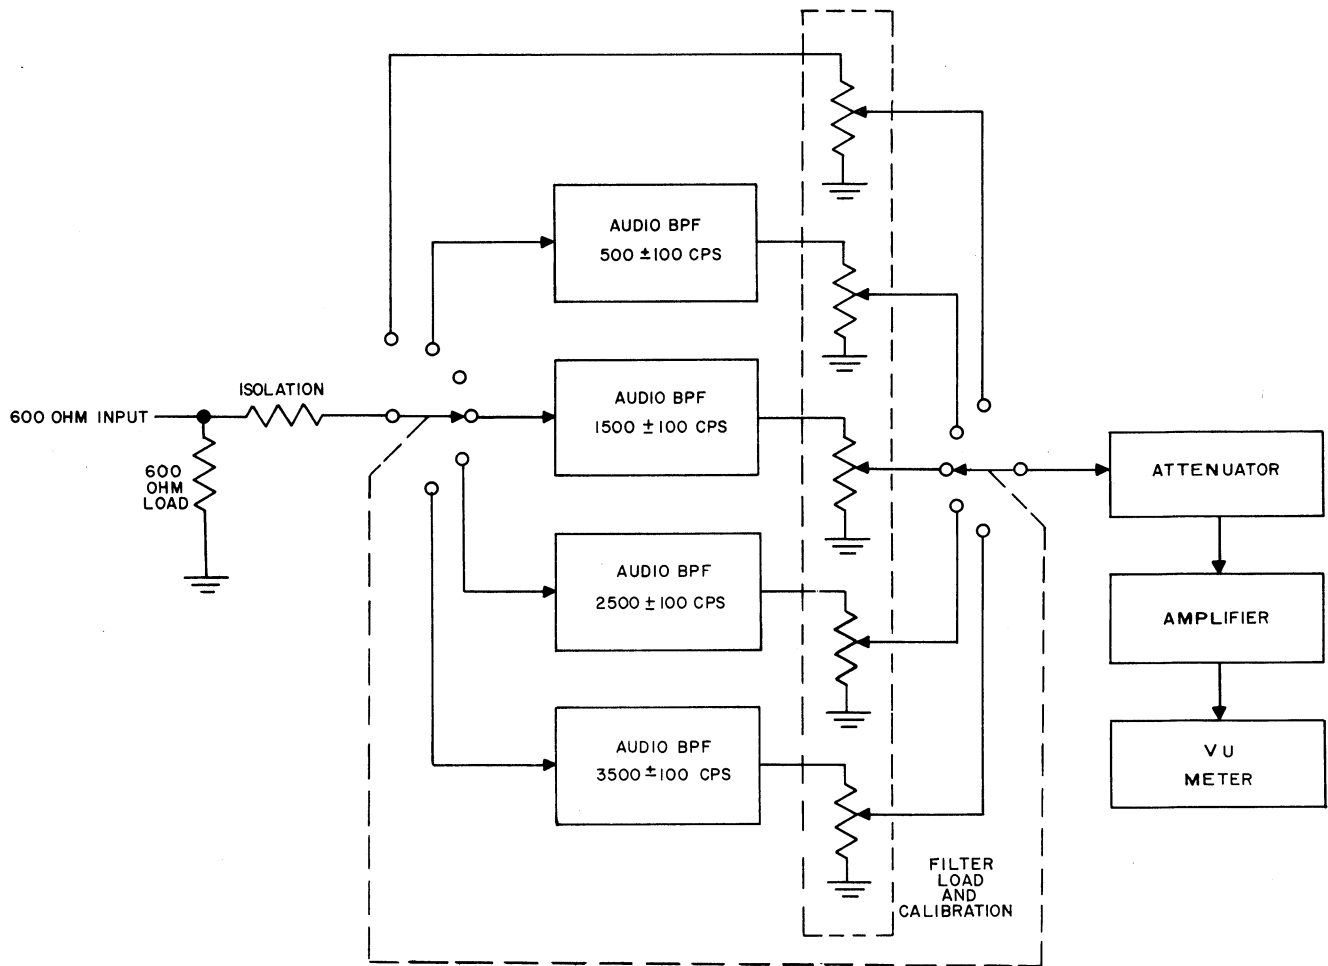 AUDIO BPF
500 ±100 CPS
ISOLATION
600 OHM INPUT
600
OHM
LOAD
AUDIO BPF
1500 ±100 CPS
ATTENUATOR
AUDIO BPF
2500 ±100 CPS
AMPLIFIER
AUDIO BPF
3500 ±100 CPS
VU
METER
FILTER
LOAD
AND
CALIBRATION